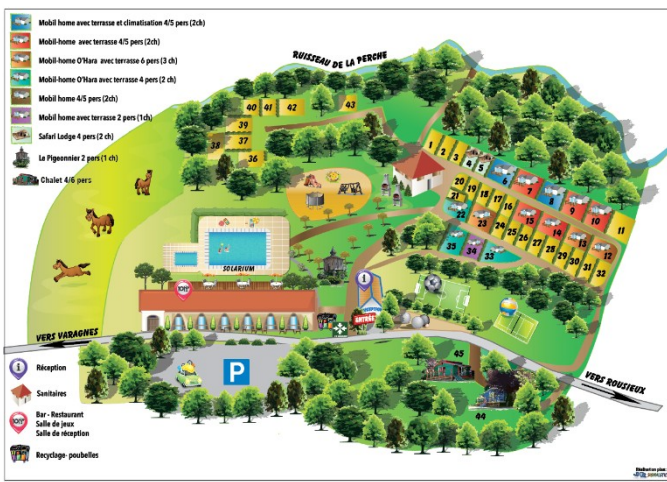 Mobil home avec terrasse et climatisation 4/5 pers (2ch)
Mobil-home avec terrasse 4/5 pers (2ch)
Mobil-home O'Hara avec terrasse 6 pers (3 ch)
Mobil-home O'Hara avec terrasse 4 pers (2 ch)
Mobil home 4/5 pers (2ch)
Mobil home avec terrasse 2 pers (1ch)
Safari Lodge 4 pers (2 ch)
Le Pigeonnier 2 pers (1 ch)
Chalet 4/6 pers
RUISSEAU DE LA PERCHE
40 41 42 43
39
38 37
36
1 2 3 4 5 6 7 8 9 10 11
20 19 18 17 16 15 14 13 12
21 22 23 24 25 26 27 28 29 30 31 32
35 34 33
SOLARIUM
RÉCEPTION
ENTRÉE
VERS VARAGNES
P
45
44
VERS ROUSIEUX
Réception
Sanitaires
Bar - Restaurant
Salle de jeux
Salle de réception
Recyclage- poubelles